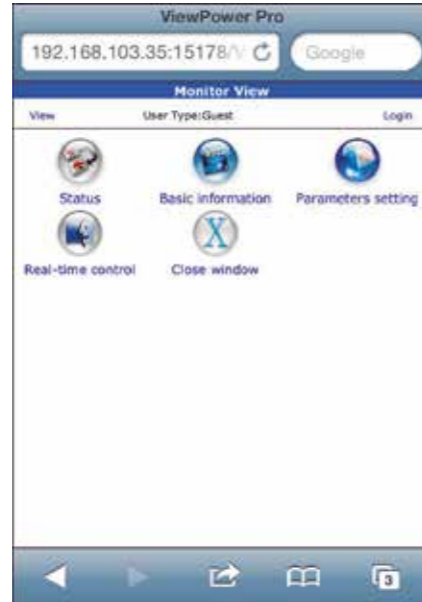 ViewPower Pro
192.168.103.35:15178/V Google
Monitor View
View User Type:Guest Login
Status Basic information Parameters setting
Real-time control Close window
3